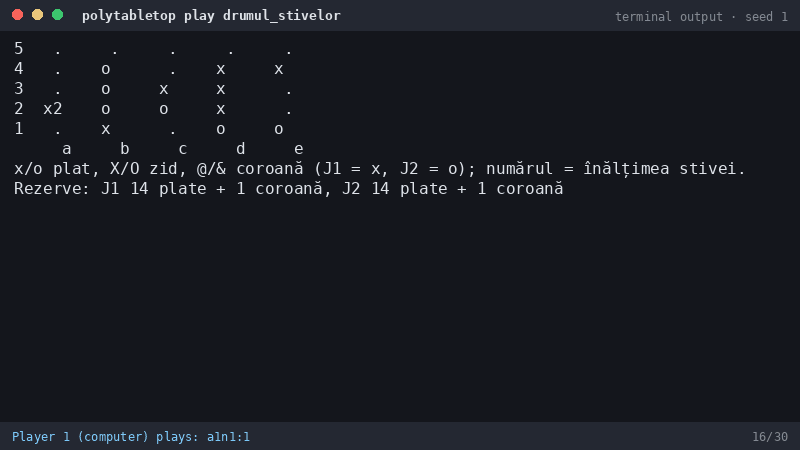 polytabletop play drumul_stivelor
terminal output · seed 1
5   .     .     .     .     .
4   .    o      .    x     x
3   .    o     x     x      .
2  x2    o     o     x      .
1   .    x      .    o     o
     a     b     c     d     e
x/o plat, X/O zid, @/& coroană (J1 = x, J2 = o); numărul = înălțimea stivei.
Rezerve: J1 14 plate + 1 coroană, J2 14 plate + 1 coroană
Player 1 (computer) plays: a1n1:1
16/30